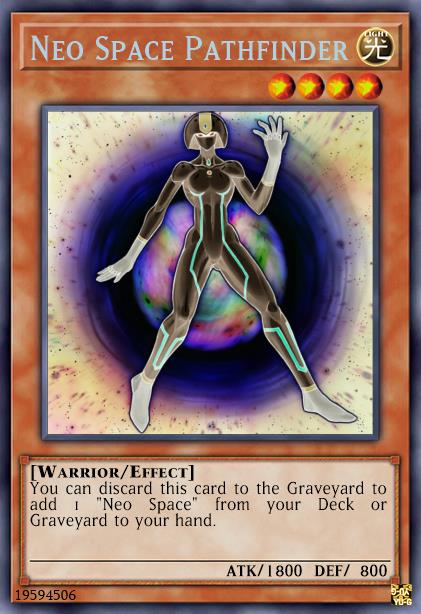 NEO SPACE PATHFINDER
LIGHT
光
[WARRIOR/EFFECT]
You can discard this card to the Graveyard to
add 1 "Neo Space" from your Deck or
Graveyard to your hand.
ATK/1800 DEF/ 800
19594506